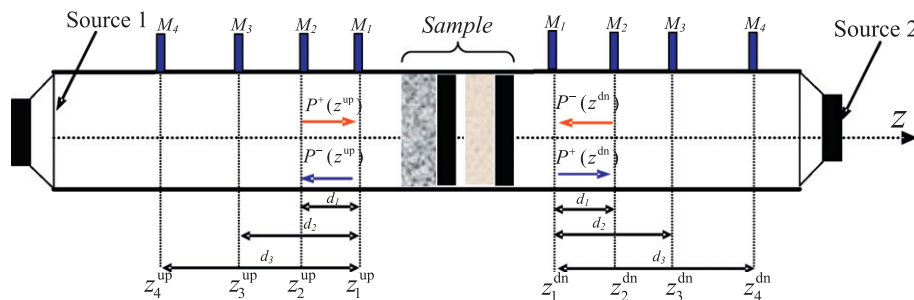 Source 1
M₄ M₃ M₂ M₁ Sample M₁ M₂ M₃ M₄
Source 2
P⁺(zᵘᵖ) P⁻(zᵈⁿ)
z
P⁻(zᵘᵖ) P⁺(zᵈⁿ)
d₁ d₁
d₂ d₂
d₃ d₃
z₄ᵘᵖ z₃ᵘᵖ z₂ᵘᵖ z₁ᵘᵖ z₁ᵈⁿ z₂ᵈⁿ z₃ᵈⁿ z₄ᵈⁿ